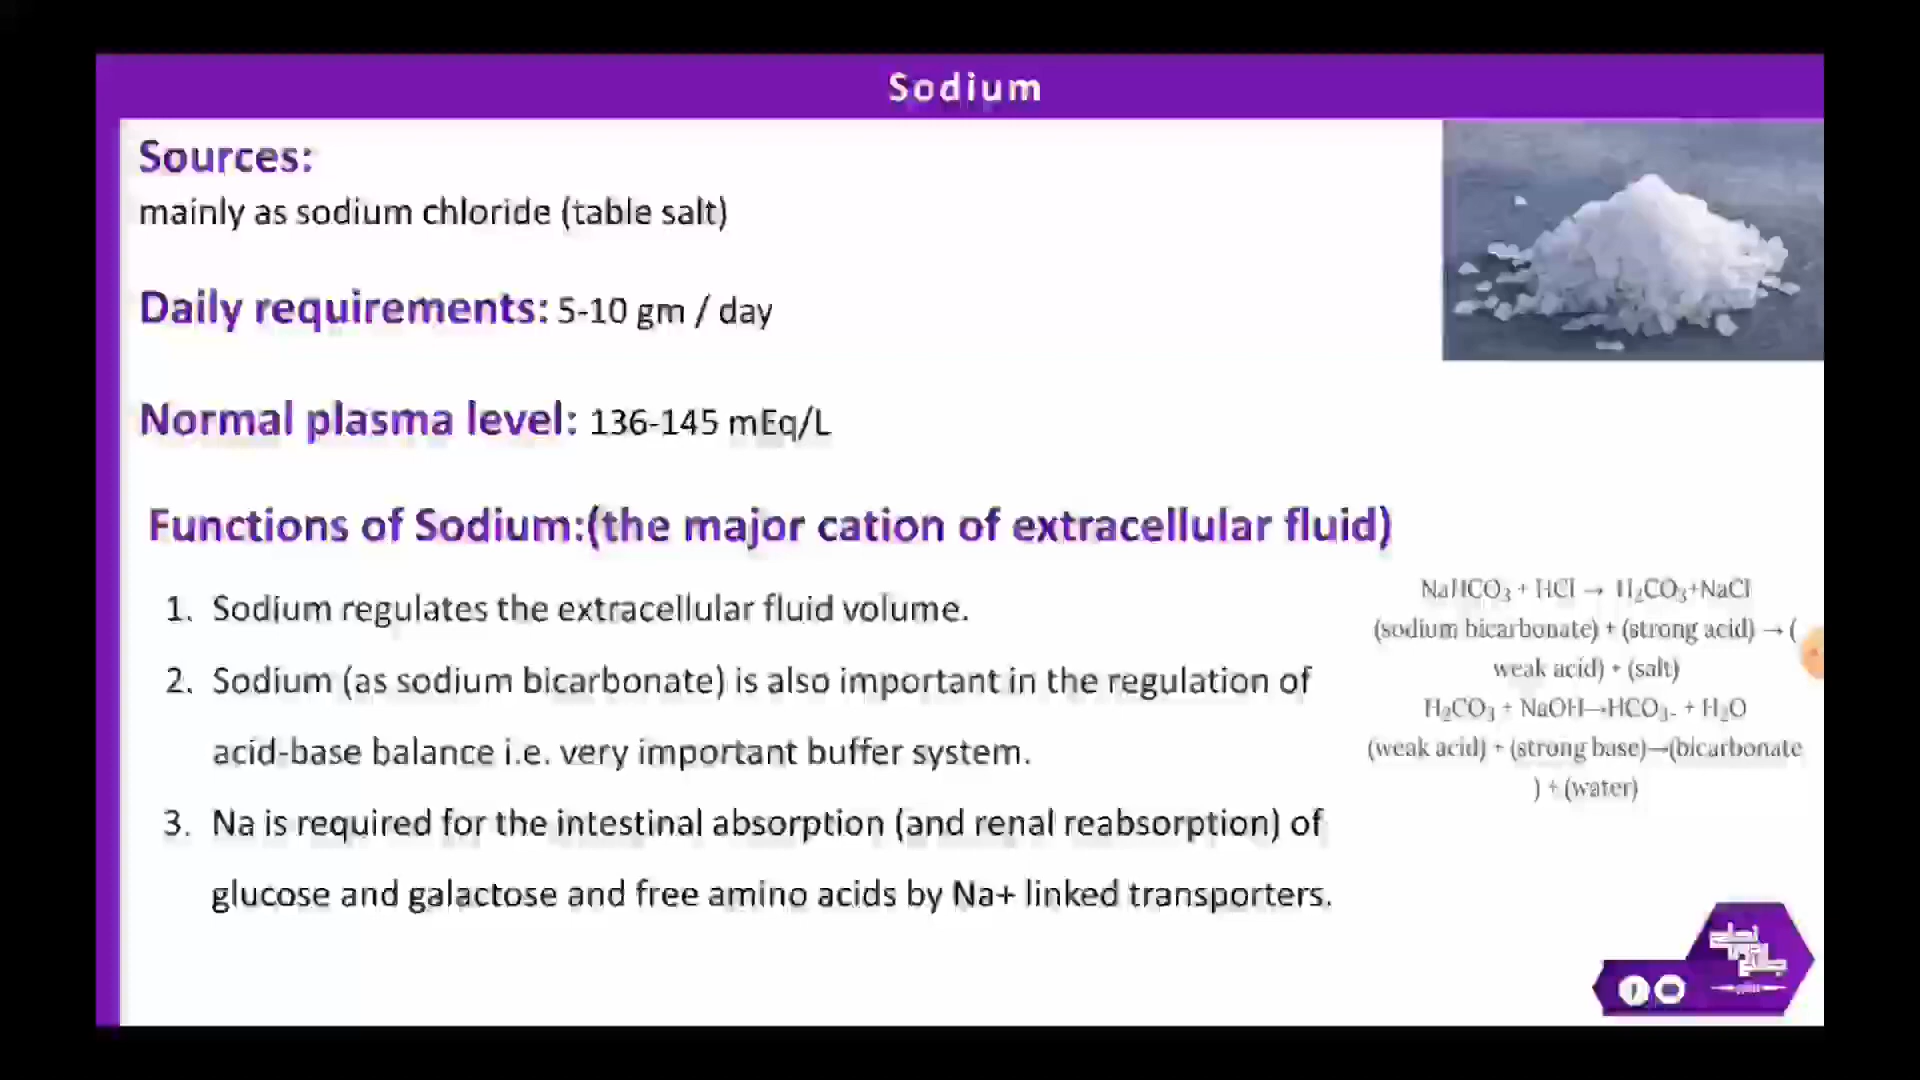 Sodium
Sources:
mainly as sodium chloride (table salt)
Daily requirements: 5-10 gm / day
Normal plasma level: 136-145 mEq/L
Functions of Sodium:(the major cation of extracellular fluid)
1. Sodium regulates the extracellular fluid volume.
2. Sodium (as sodium bicarbonate) is also important in the regulation of
acid-base balance i.e. very important buffer system.
3. Na is required for the intestinal absorption (and renal reabsorption) of
glucose and galactose and free amino acids by Na+ linked transporters.
NaHCO₃ + HCl → H₂CO₃+NaCl
(sodium bicarbonate) + (strong acid) → (
weak acid) + (salt)
H₂CO₃ + NaOH→HCO₃- + H₂O
(weak acid) + (strong base)→(bicarbonate
) + (water)